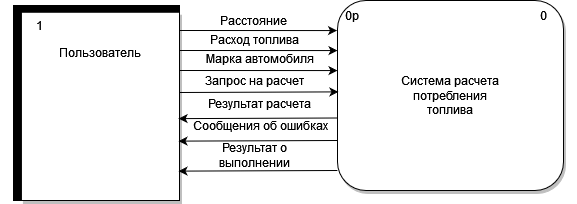 1
Пользователь
Расстояние
Расход топлива
Марка автомобиля
Запрос на расчет
Результат расчета
Сообщения об ошибках
Результат о
выполнении
0р
0
Система расчета
потребления
топлива